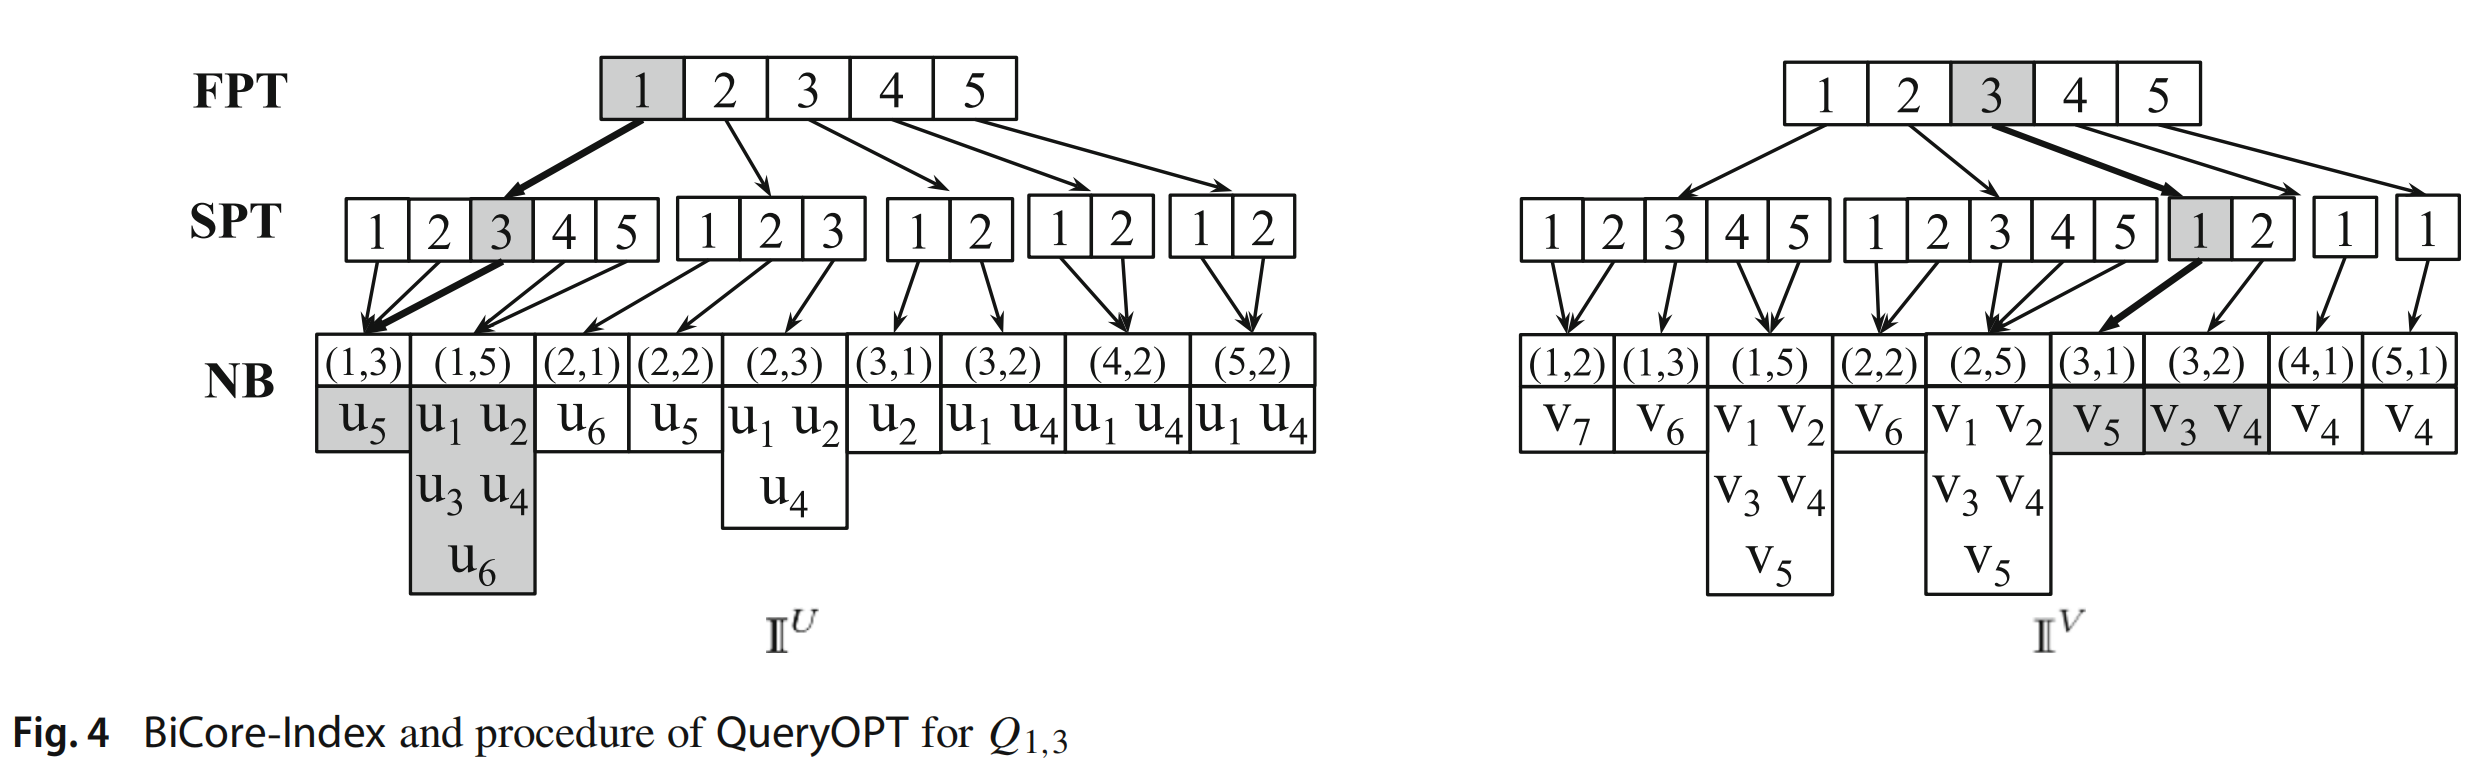 FPT 1 2 3 4 5 1 2 3 4 5
SPT 1 2 3 4 5 1 2 3 1 2 1 2 1 2 1 2 3 4 5 1 2 3 4 5 1 2 1 1
NB (1,3) (1,5) (2,1) (2,2) (2,3) (3,1) (3,2) (4,2) (5,2) (1,2) (1,3) (1,5) (2,2) (2,5) (3,1) (3,2) (4,1) (5,1)
u5 u1 u2 u6 u5 u1 u2 u2 u1 u4 u1 u4 u1 u4 v7 v6 v1 v2 v6 v1 v2 v5 v3 v4 v4 v4
u3 u4 u4 v3 v4 v3 v4
u6 v5 v5
𝕀^U 𝕀^V
Fig. 4 BiCore-Index and procedure of QueryOPT for Q1,3